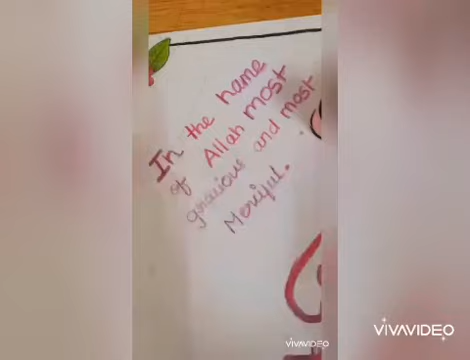 In the name
of Allah most
gracious and most
Merciful.
VIVAVIDEO
VIVAVIDEO